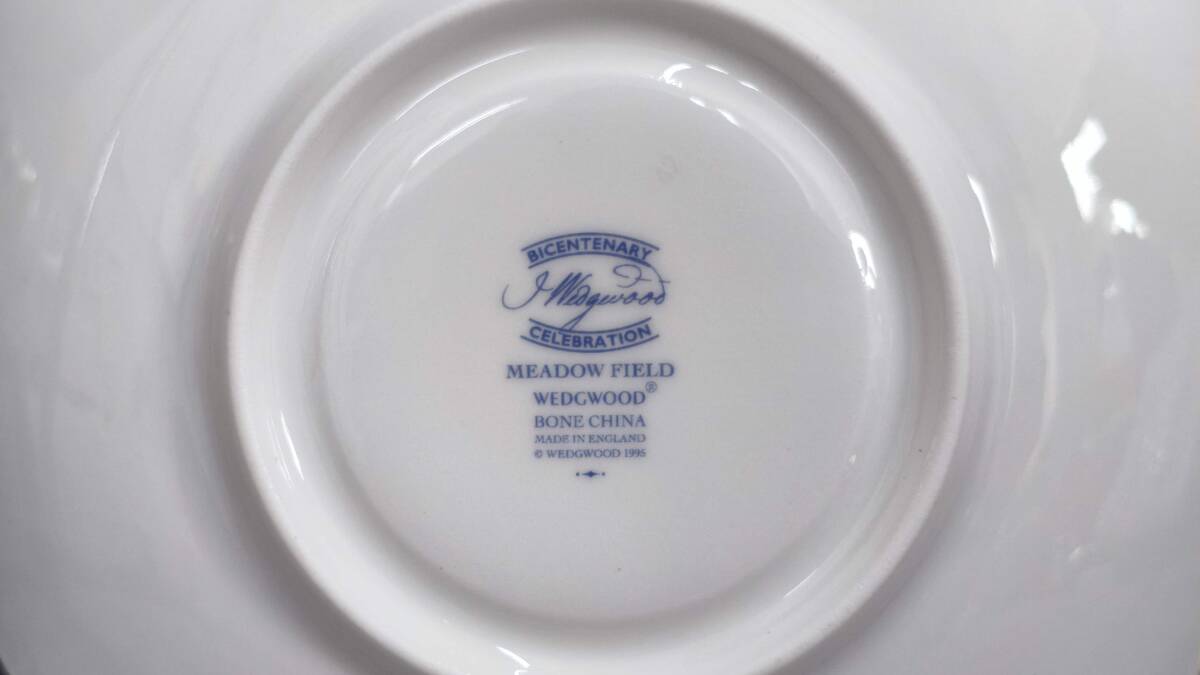 BICENTENARY
J Wedgwood
CELEBRATION
MEADOW FIELD
WEDGWOOD®
BONE CHINA
MADE IN ENGLAND
© WEDGWOOD 1995